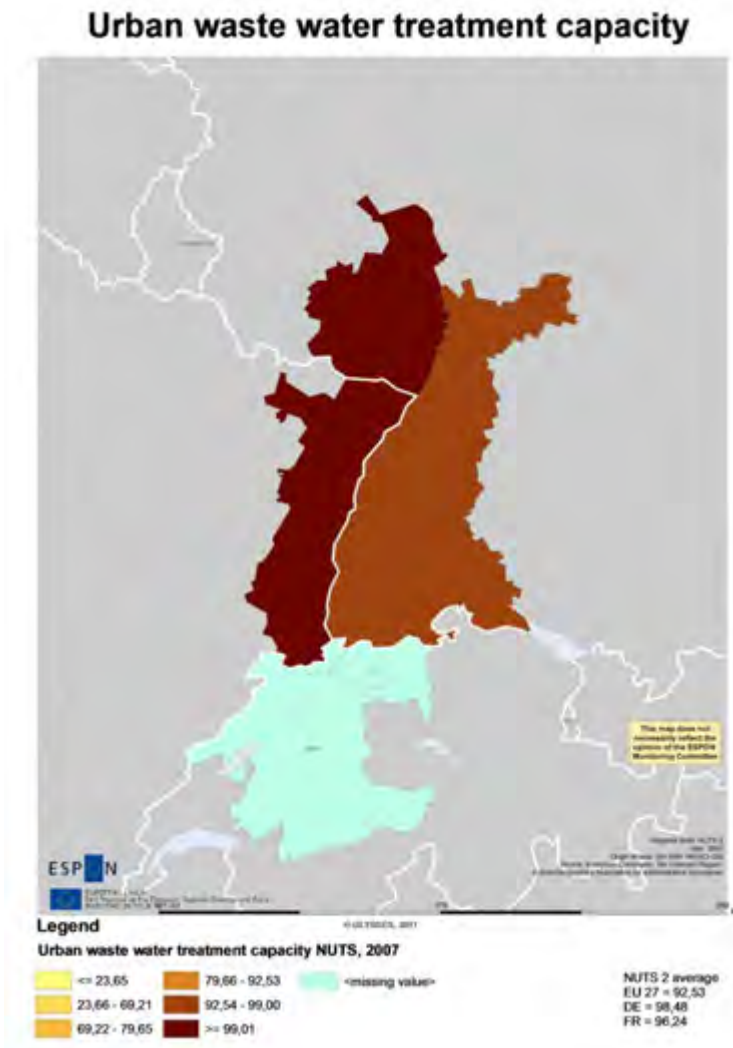 Urban waste water treatment capacity
This map does not
necessarily reflect the
opinion of the ESPON
Monitoring Committee
ESPON
Legend
Urban waste water treatment capacity NUTS, 2007
<= 23,65
23,66 - 69,21
69,22 - 79,65
79,66 - 92,53
92,54 - 99,00
>= 99,01
<missing value>
NUTS 2 average
EU 27 = 92,53
DE = 98,48
FR = 96,24